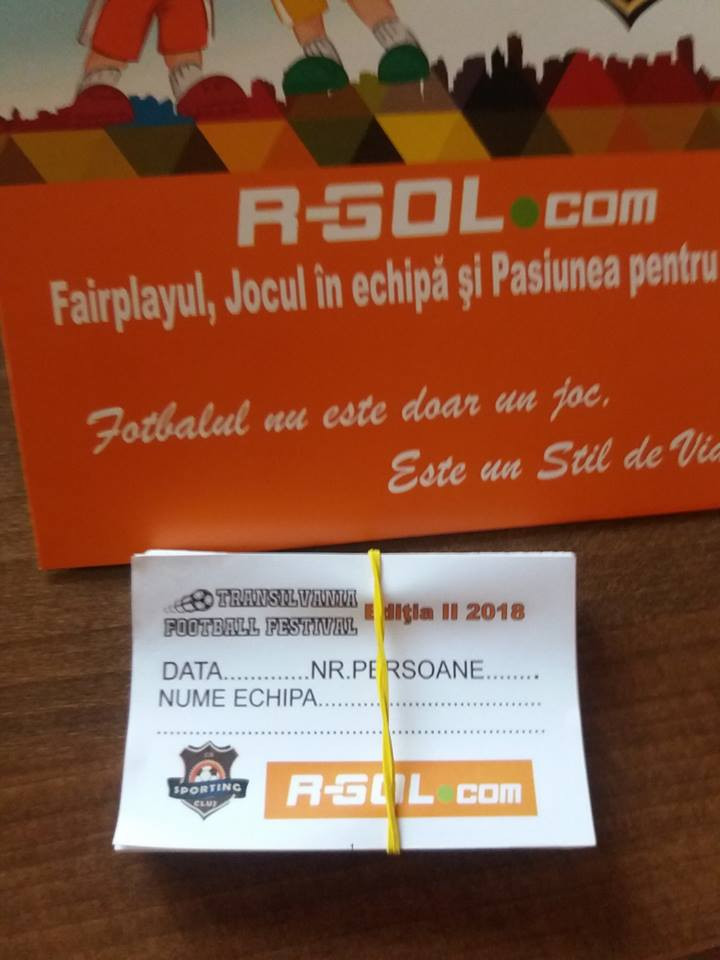 R-GOL.com
Fairplayul, Jocul în echipă şi Pasiunea pentru
Fotbalul nu este doar un joc.
Este un Stil de
TRANSILVANIA
FOOTBALL FESTIVAL
Ediţia II 2018
DATA.............NR.PERSOANE........
NUME ECHIPA..................................
..........................................................
CS
SPORTING
CLUJ
R-GOL.com